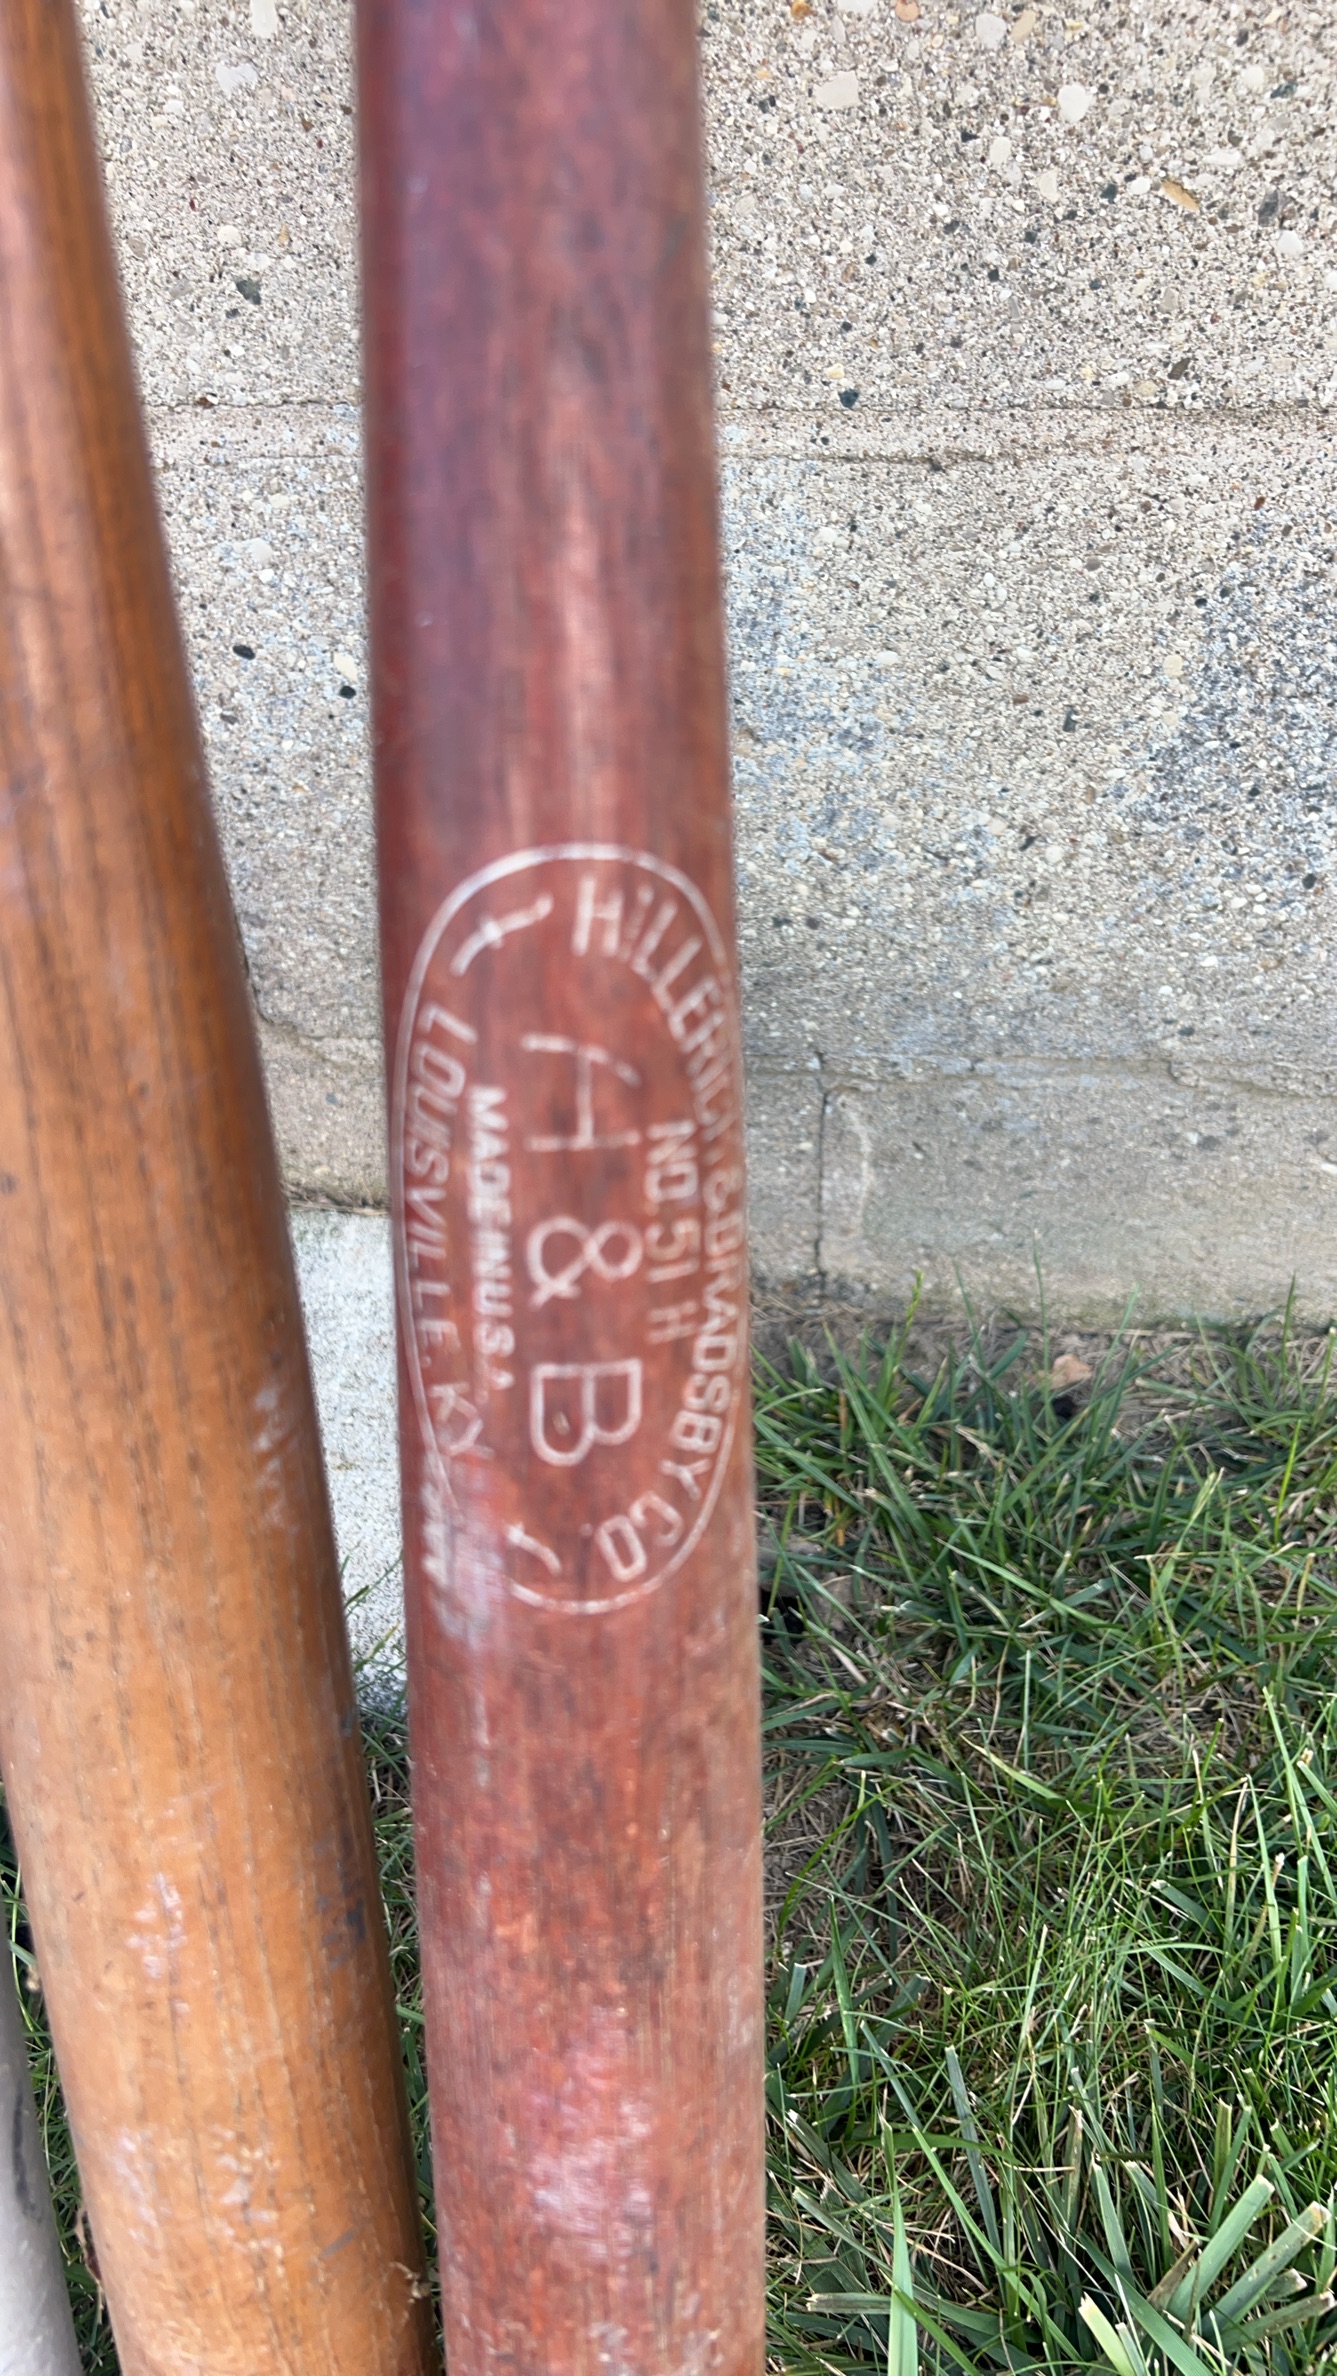 HiLLERICH & BRADSBY CO.
NO. 51 H
A & B
MADE IN U.S.A
LOUISVILLE. KY